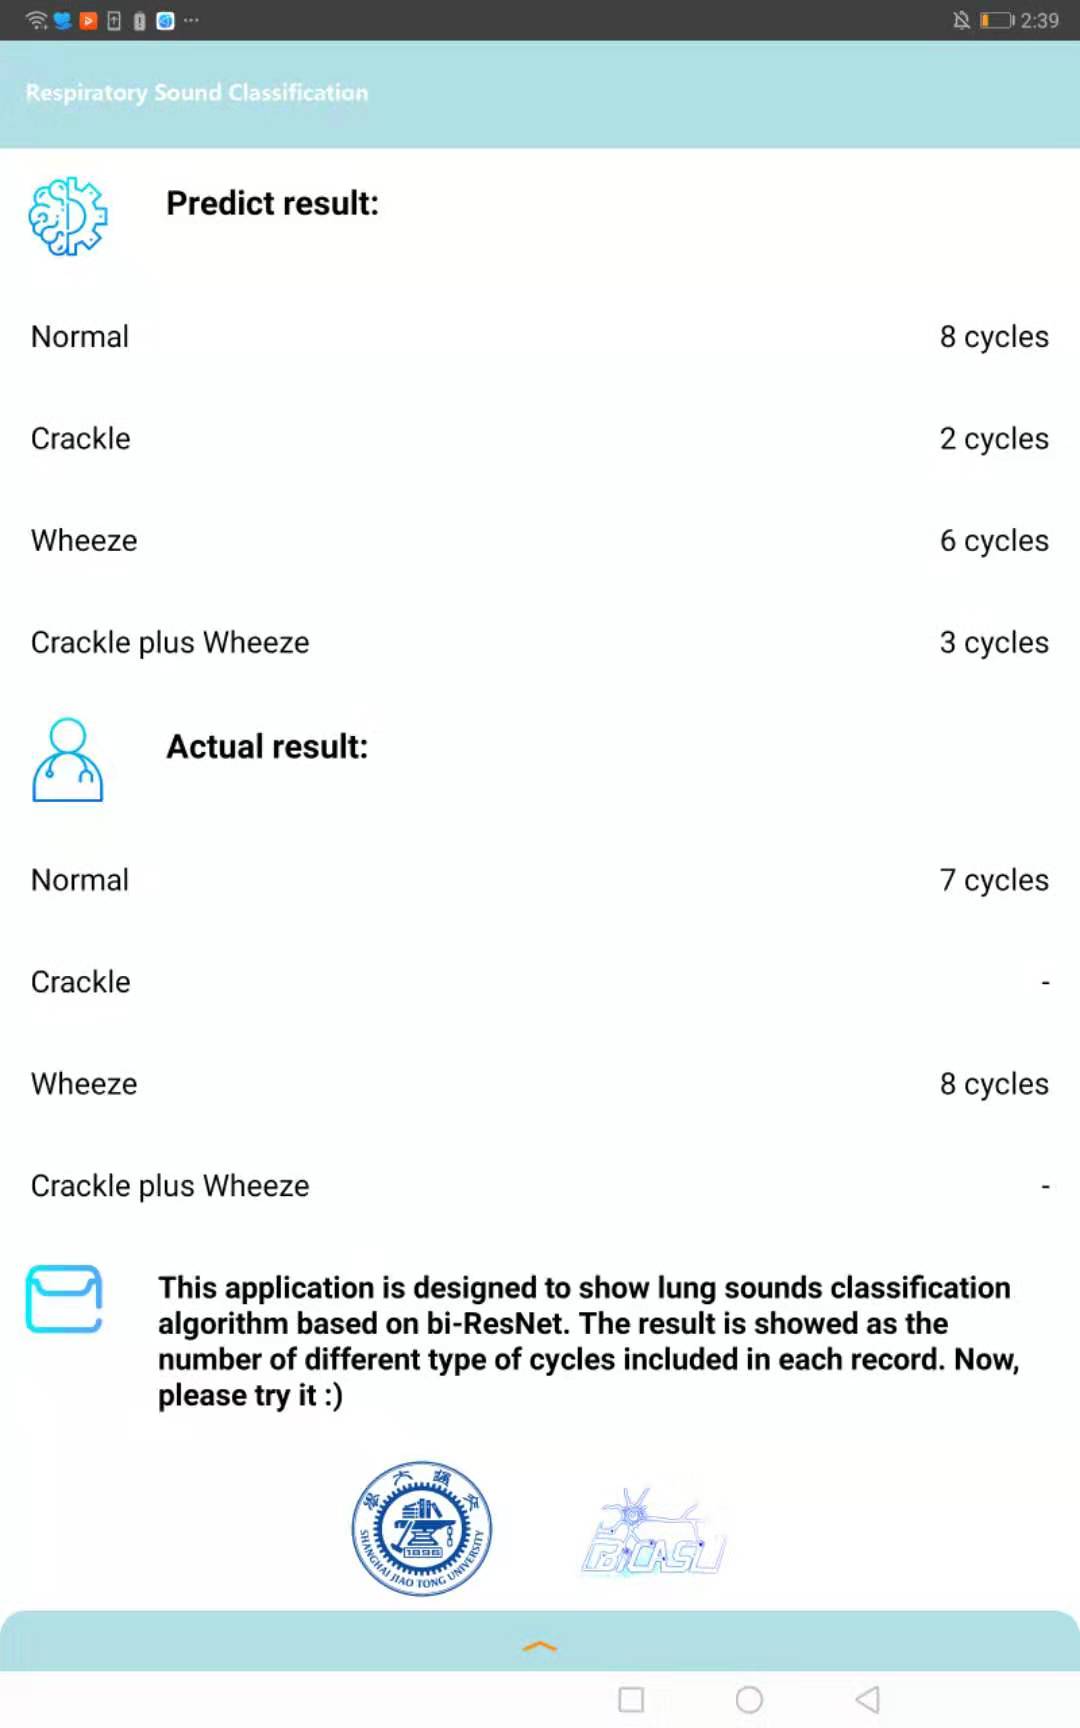 2:39
Respiratory Sound Classification
Predict result:
Normal 8 cycles
Crackle 2 cycles
Wheeze 6 cycles
Crackle plus Wheeze 3 cycles
Actual result:
Normal 7 cycles
Crackle -
Wheeze 8 cycles
Crackle plus Wheeze -
This application is designed to show lung sounds classification
algorithm based on bi-ResNet. The result is showed as the
number of different type of cycles included in each record. Now,
please try it :)
1896
SHANGHAI JIAO TONG UNIVERSITY